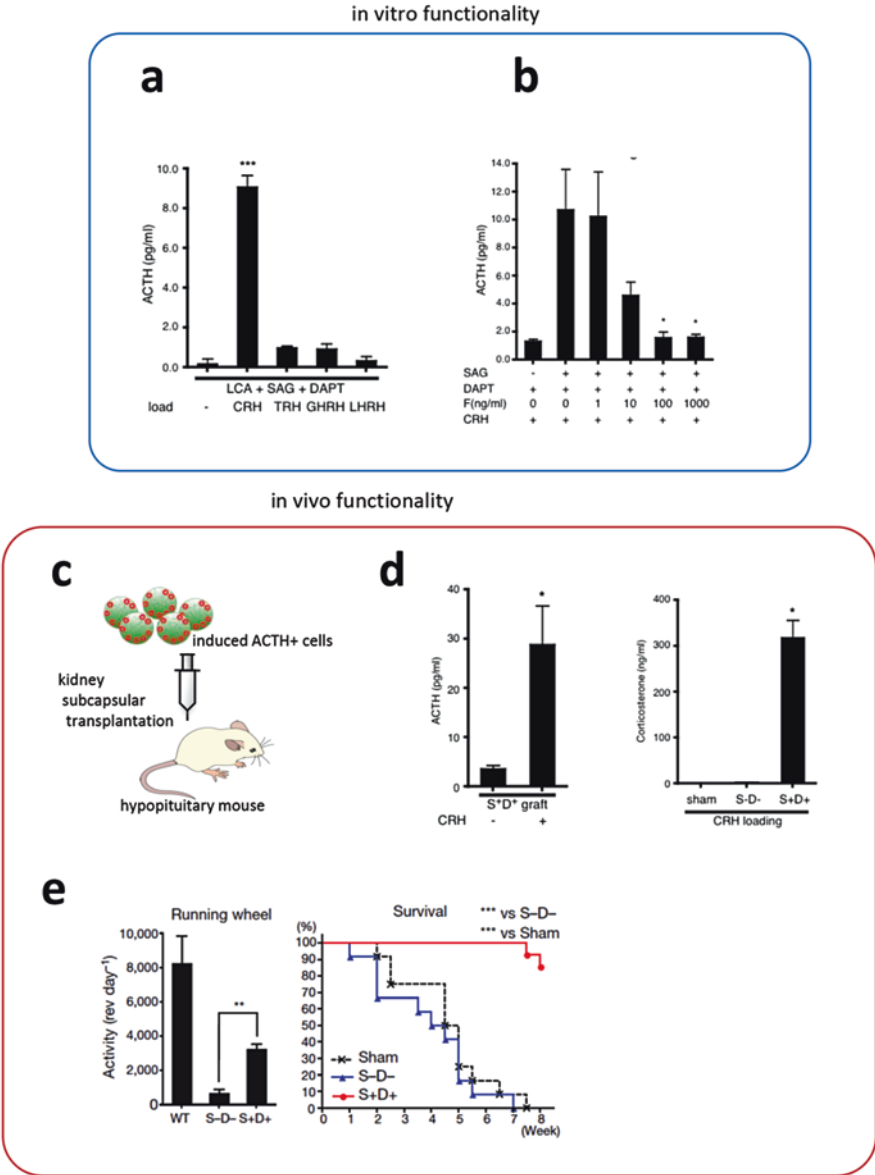 in vitro functionality
a
ACTH (pg/ml)
10.0
8.0
6.0
4.0
2.0
0.0
***
LCA + SAG + DAPT
load - CRH TRH GHRH LHRH
b
ACTH (pg/ml)
14.0
12.0
10.0
8.0
6.0
4.0
2.0
0.0
* *
SAG - + + + + +
DAPT + + + + + +
F(ng/ml) 0 0 1 10 100 1000
CRH + + + + + +
in vivo functionality
c
induced ACTH+ cells
kidney
subcapsular
transplantation
hypopituitary mouse
d
ACTH (pg/ml)
40
30
20
10
0
*
S+D+ graft
CRH - +
Corticosterone (ng/ml)
400
300
200
100
0
*
sham S-D- S+D+
CRH loading
e
Running wheel
Activity (rev day⁻¹)
10,000
8,000
6,000
4,000
2,000
0
**
WT S–D– S+D+
Survival
*** vs S–D–
*** vs Sham
(%)
100
90
80
70
60
50
40
30
20
10
0
Sham
S–D–
S+D+
0 1 2 3 4 5 6 7 8
(Week)